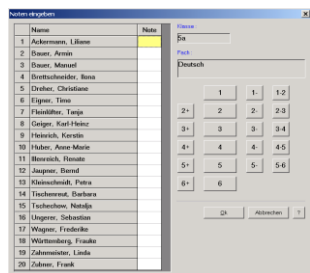 Noten eingeben
Name Note
1 Ackermann, Liliane
2 Bauer, Armin
3 Bauer, Manuel
4 Brettschneider, Ilona
5 Dreher, Christiane
6 Eigner, Timo
7 Fleinläfter, Tanja
8 Geiger, Karl-Heinz
9 Heinrich, Kerstin
10 Huber, Anne-Marie
11 Illenreich, Renate
12 Jaupner, Bernd
13 Kleinschmidt, Petra
14 Tischenreut, Barbara
15 Tschechow, Natalja
16 Ungerer, Sebastian
17 Wagner, Frederike
18 Württemberg, Frauke
19 Zahnmeister, Linda
20 Zuhner, Frank
Klasse
5a
Fach
Deutsch
1 1- 1-2
2+ 2 2- 2-3
3+ 3 3- 3-4
4+ 4 4- 4-5
5+ 5 5- 5-6
6+ 6
Ok Abbrechen ?